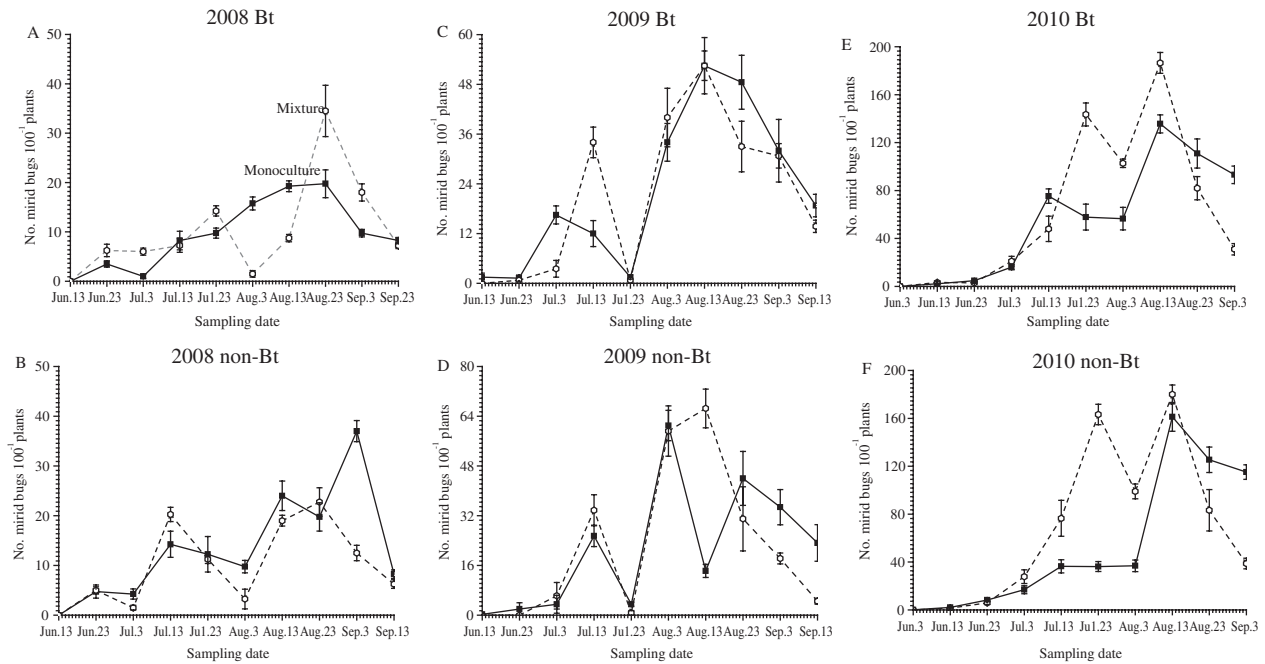 2008 Bt
A
No. mirid bugs 100⁻¹ plants
50
40
30
20
10
0
Mixture
Monoculture
Jun.13 Jun.23 Jul.3 Jul.13 Ju1.23 Aug.3 Aug.13 Aug.23 Sep.3 Sep.23
Sampling date
2009 Bt
C
No. mirid bugs 100⁻¹ plants
60
48
36
24
12
0
Jun.13 Jun.23 Jul.3 Jul.13 Ju1.23 Aug.3 Aug.13 Aug.23 Sep.3 Sep.13
Sampling date
2010 Bt
E
No. mirid bugs 100⁻¹ plants
200
160
120
80
40
0
Jun.3 Jun.13 Jun.23 Jul.3 Jul.13 Ju1.23 Aug.3 Aug.13 Aug.23 Sep.3
Sampling date
2008 non-Bt
B
No. mirid bugs 100⁻¹ plants
50
40
30
20
10
0
Jun.13 Jun.23 Jul.3 Jul.13 Ju1.23 Aug.3 Aug.13 Aug.23 Sep.3 Sep.13
Sampling date
2009 non-Bt
D
No. mirid bugs 100⁻¹ plants
80
64
48
32
16
0
Jun.13 Jun.23 Jul.3 Jul.13 Ju1.23 Aug.3 Aug.13 Aug.23 Sep.3 Sep.13
Sampling date
2010 non-Bt
F
No. mirid bugs 100⁻¹ plants
200
160
120
80
40
0
Jun.3 Jun.13 Jun.23 Jul.3 Jul.13 Ju1.23 Aug.3 Aug.13 Aug.23 Sep.3
Sampling date